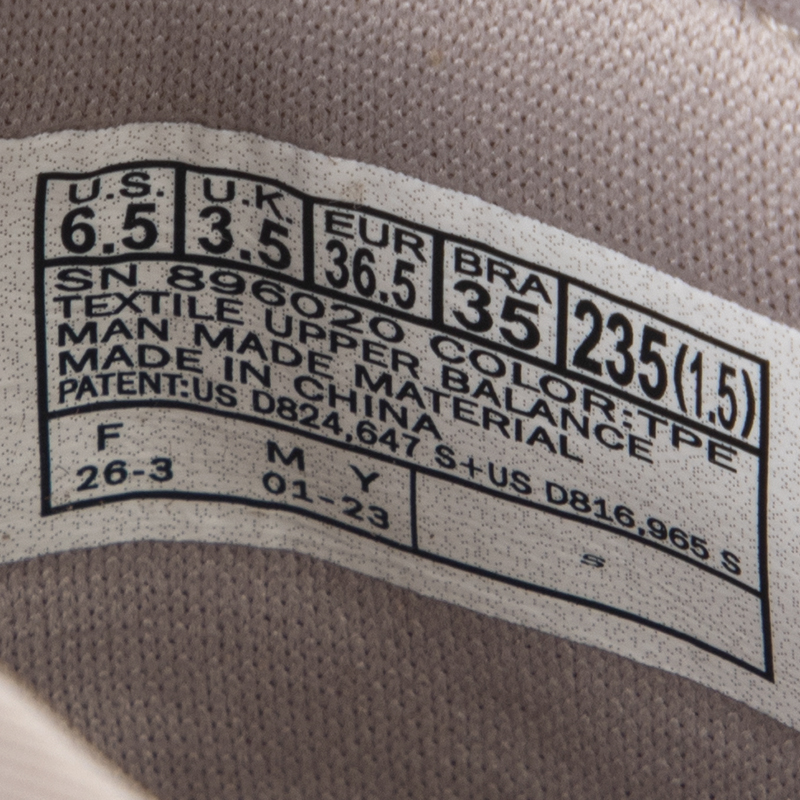 U.S. U.K. EUR BRA 235(1.5)
6.5 3.5 36.5 35
SN 896020 COLOR:TPE
TEXTILE UPPER BALANCE
MAN MADE MATERIAL
MADE IN CHINA
PATENT:US D824,647 S+US D816,965 S
F M Y
26-3 01-23
S